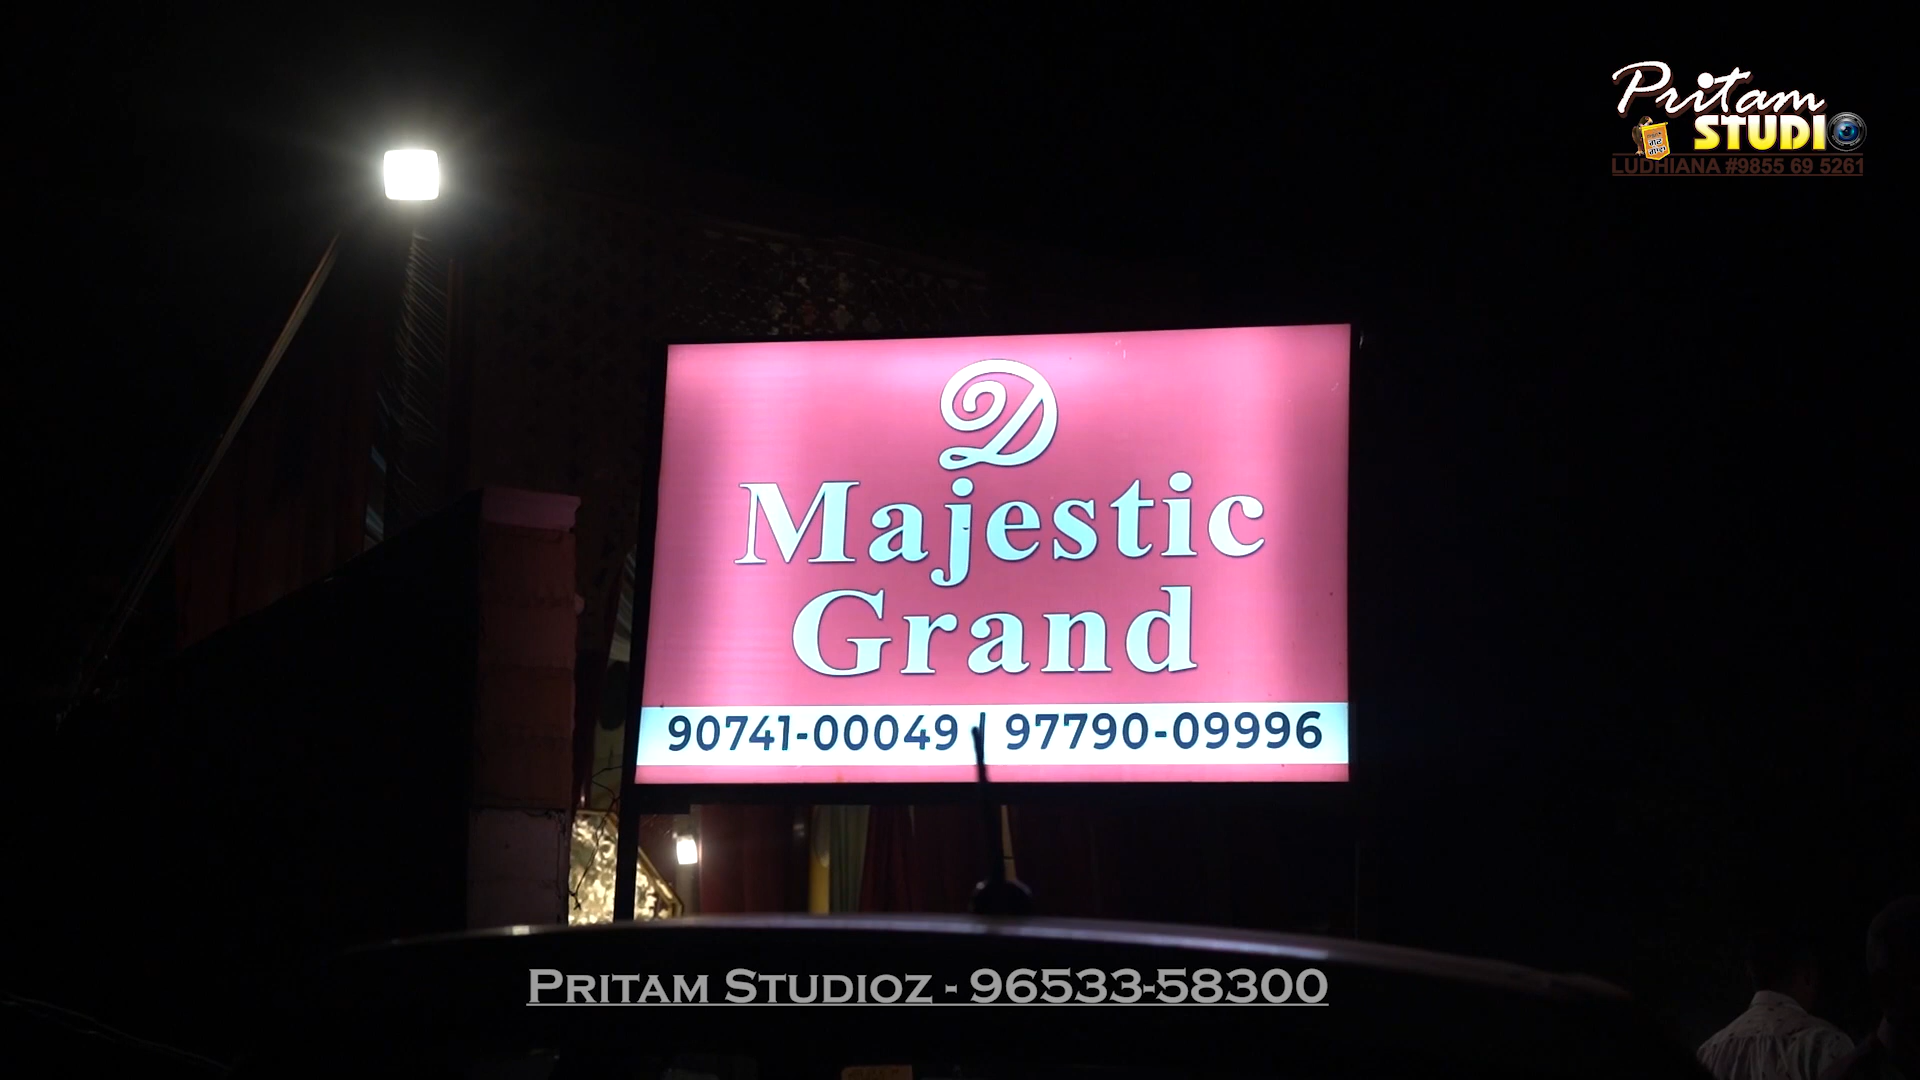 Pritam
STUDIO
LUDHIANA #9855 69 5261
D
Majestic
Grand
90741-00049 | 97790-09996
PRITAM STUDIOZ - 96533-58300